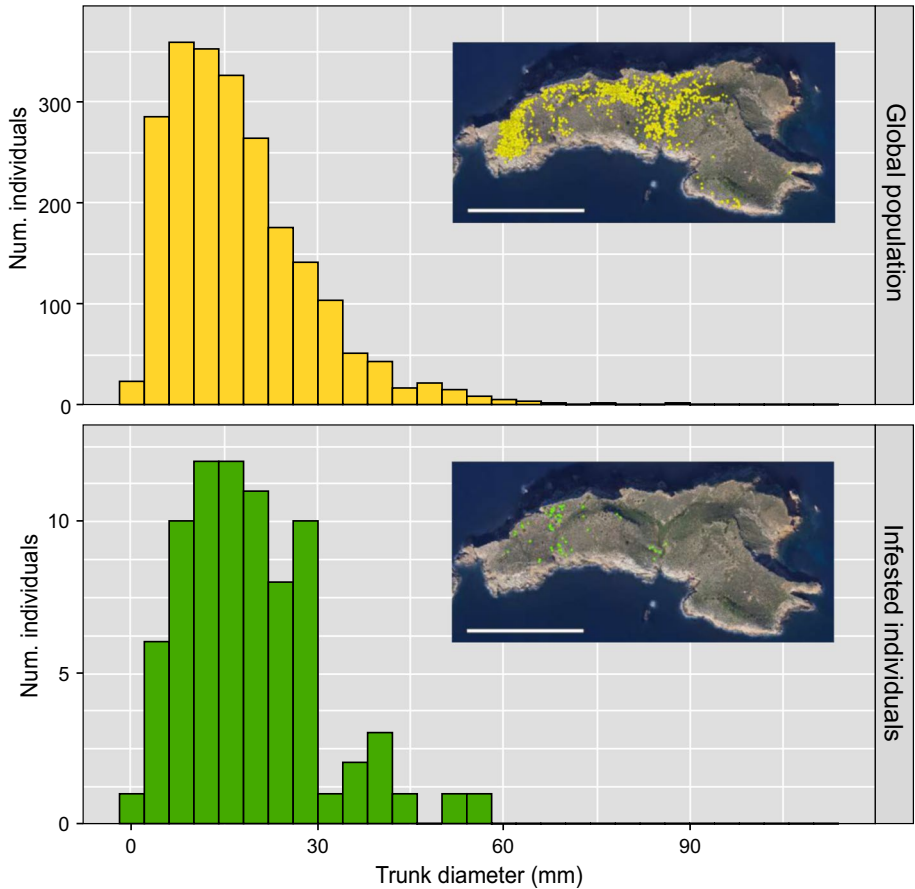 Num. individuals
300
200
100
0
Global population
Num. individuals
10
5
0
Infested individuals
0 30 60 90
Trunk diameter (mm)